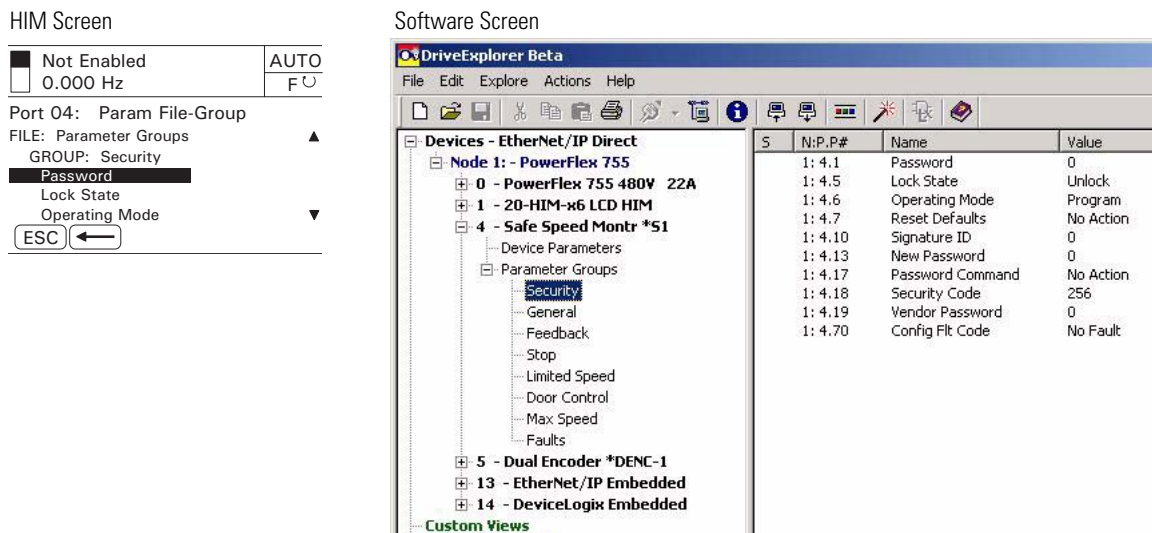 HIM Screen
Not Enabled
AUTO
0.000 Hz
F
Port 04: Param File-Group
FILE: Parameter Groups
GROUP: Security
Password
Lock State
Operating Mode
ESC
Software Screen
DriveExplorer Beta
File Edit Explore Actions Help
Devices - EtherNet/IP Direct
Node 1: - PowerFlex 755
0 - PowerFlex 755 480V 22A
1 - 20-HIM-x6 LCD HIM
4 - Safe Speed Montr *S1
Device Parameters
Parameter Groups
Security
General
Feedback
Stop
Limited Speed
Door Control
Max Speed
Faults
5 - Dual Encoder *DENC-1
13 - EtherNet/IP Embedded
14 - DeviceLogix Embedded
Custom Views
S N:P.P# Name Value
1: 4.1 Password 0
1: 4.5 Lock State Unlock
1: 4.6 Operating Mode Program
1: 4.7 Reset Defaults No Action
1: 4.10 Signature ID 0
1: 4.13 New Password 0
1: 4.17 Password Command No Action
1: 4.18 Security Code 256
1: 4.19 Vendor Password 0
1: 4.70 Config Flt Code No Fault